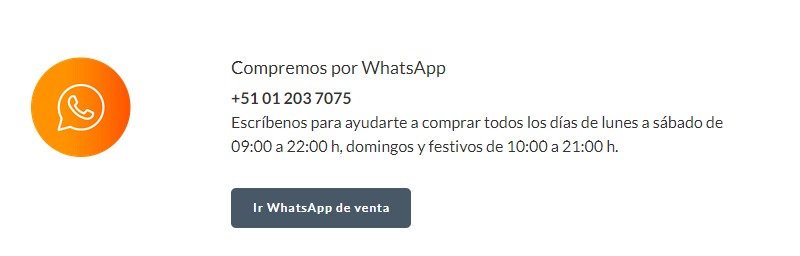 Compremos por WhatsApp
+51 01 203 7075
Escríbenos para ayudarte a comprar todos los días de lunes a sábado de
09:00 a 22:00 h, domingos y festivos de 10:00 a 21:00 h.
Ir WhatsApp de venta